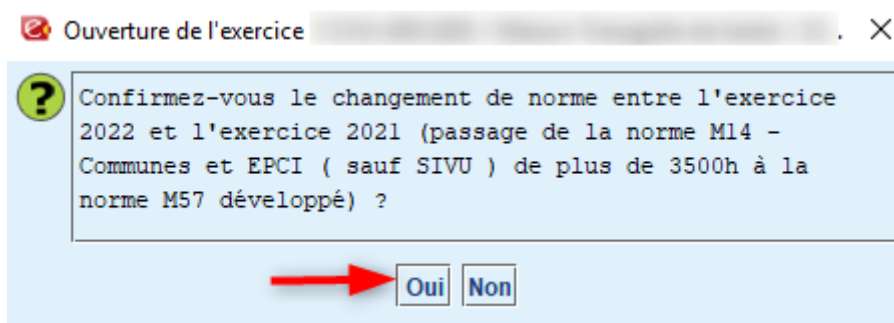 Ouverture de l'exercice
Confirmez-vous le changement de norme entre l'exercice
2022 et l'exercice 2021 (passage de la norme M14 -
Communes et EPCI ( sauf SIVU ) de plus de 3500h à la
norme M57 développé) ?
Oui Non